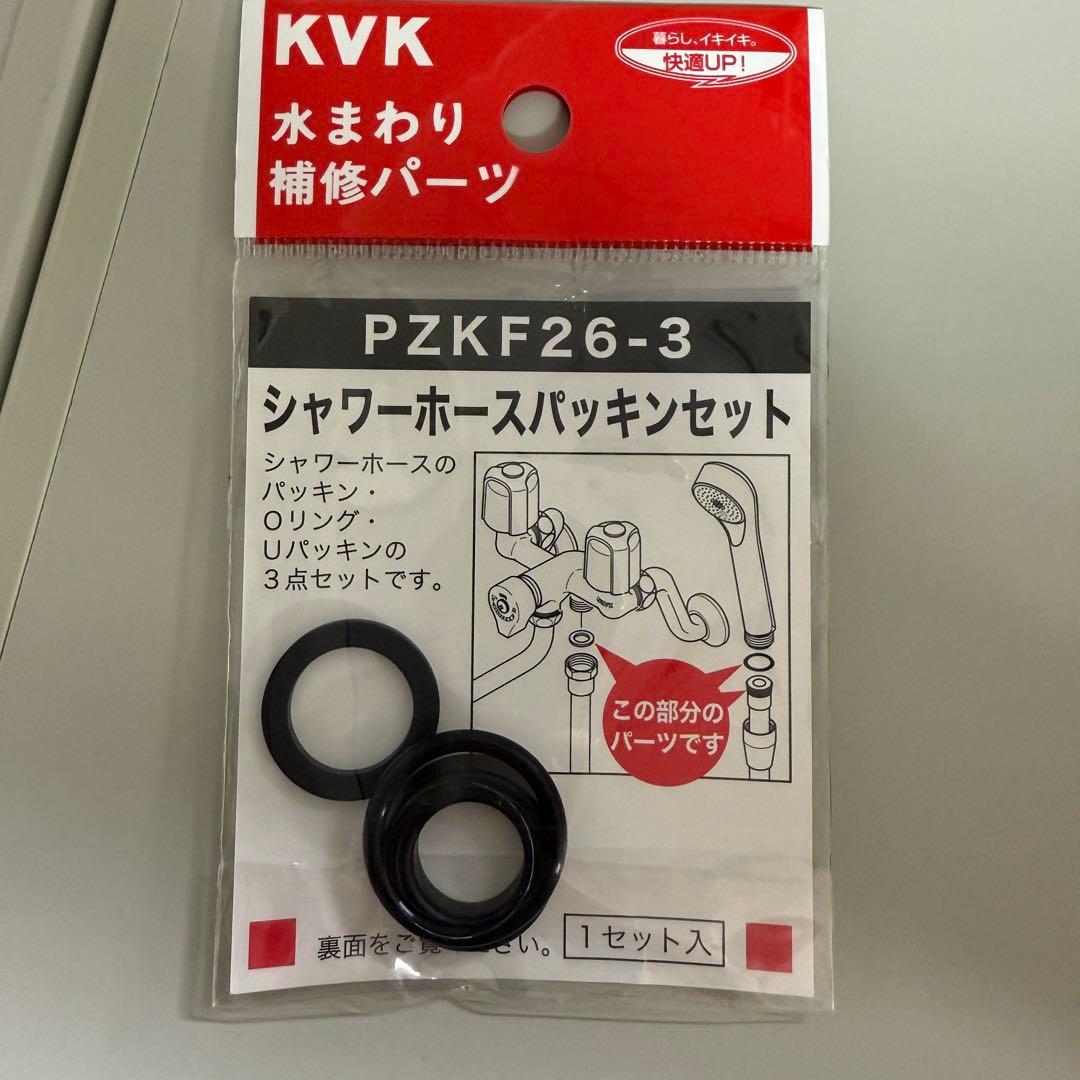 KVK
暮らし、イキイキ。
快適UP!
水まわり
補修パーツ
PZKF26-3
シャワーホースパッキンセット
シャワーホースの
パッキン・
Oリング・
Uパッキンの
3点セットです。
この部分の
パーツです
裏面をご覧 さい。
1セット入